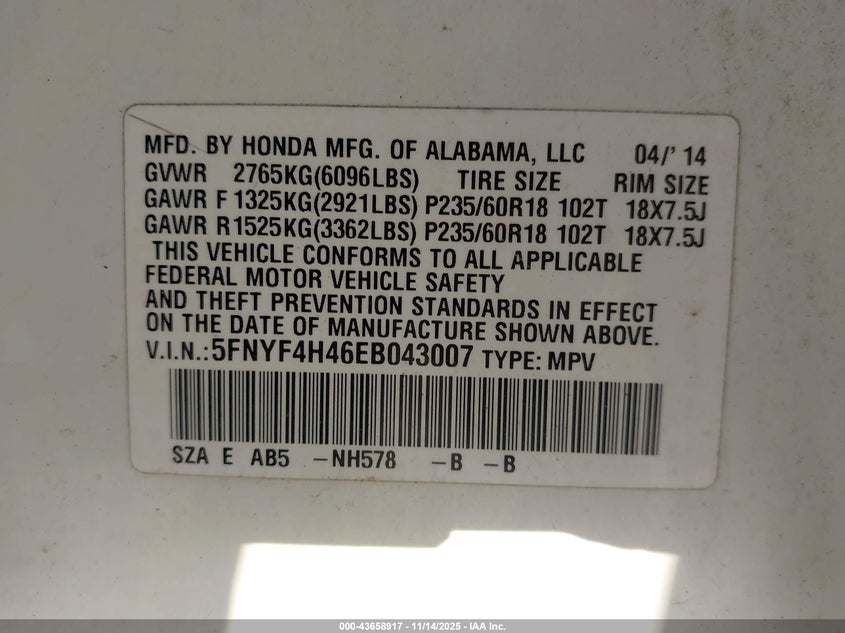 MFD. BY HONDA MFG. OF ALABAMA, LLC 04/' 14
GVWR 2765KG(6096LBS) TIRE SIZE RIM SIZE
GAWR F 1325KG(2921LBS) P235/60R18 102T 18X7.5J
GAWR R1525KG(3362LBS) P235/60R18 102T 18X7.5J
THIS VEHICLE CONFORMS TO ALL APPLICABLE
FEDERAL MOTOR VEHICLE SAFETY
AND THEFT PREVENTION STANDARDS IN EFFECT
ON THE DATE OF MANUFACTURE SHOWN ABOVE.
V.I.N.:5FNYF4H46EB043007 TYPE: MPV
SZA E AB5 -NH578 -B -B
000-43658917 - 11/14/2025 - IAA Inc.